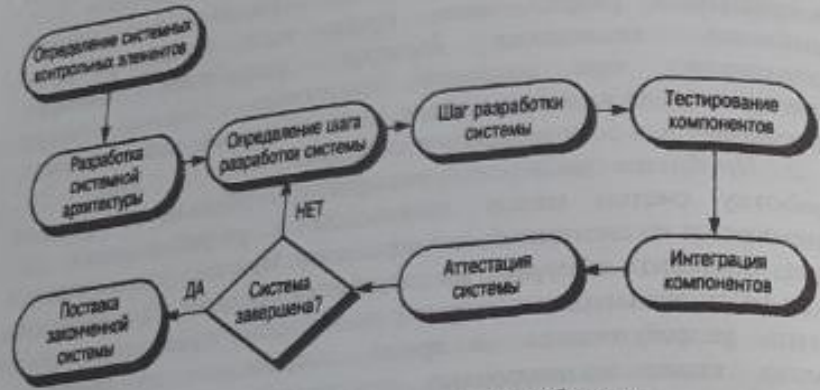 Определение системных
контрольных элементов
Разработка
системной
архитектуры
Определение шага
разработки системы
Шаг разработки
системы
Тестирование
компонентов
Интеграция
компонентов
Аттестация
системы
Система
завершена?
НЕТ
ДА
Поставка
законченной
системы